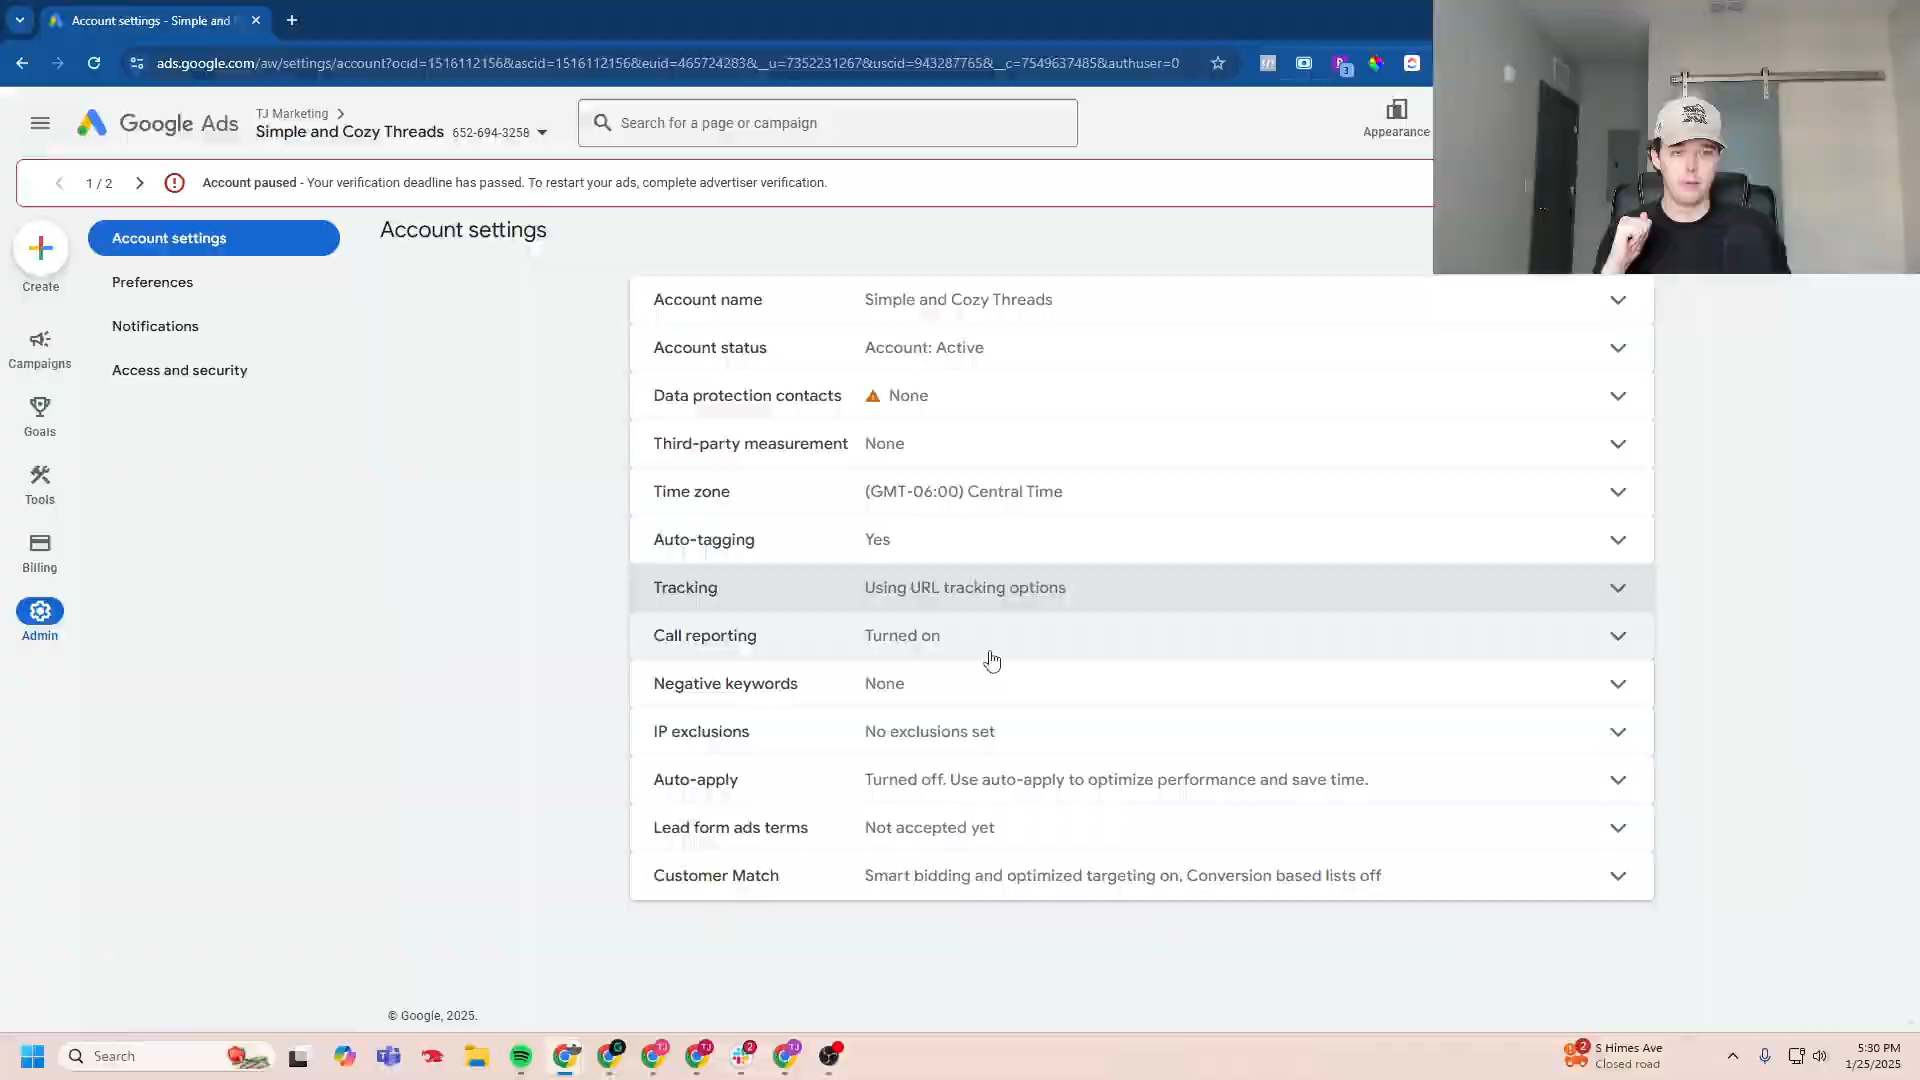 Account settings - Simple and
ads.google.com/aw/settings/account?ocid=1516112156&ascid=1516112156&euid=465724283&__u=7352231267&uscid=943287765&__c=7549637485&authuser=0
3
Google Ads
TJ Marketing
Simple and Cozy Threads 652-694-3258
Search for a page or campaign
Appearance
1 / 2
Account paused - Your verification deadline has passed. To restart your ads, complete advertiser verification.
Create
Campaigns
Goals
Tools
Billing
Admin
Account settings
Preferences
Notifications
Access and security
Account settings
Account name Simple and Cozy Threads
Account status Account: Active
Data protection contacts None
Third-party measurement None
Time zone (GMT-06:00) Central Time
Auto-tagging Yes
Tracking Using URL tracking options
Call reporting Turned on
Negative keywords None
IP exclusions No exclusions set
Auto-apply Turned off. Use auto-apply to optimize performance and save time.
Lead form ads terms Not accepted yet
Customer Match Smart bidding and optimized targeting on, Conversion based lists off
© Google, 2025.
Search
G
TJ
TJ
2
TJ
2
S Himes Ave
Closed road
5:30 PM
1/25/2025